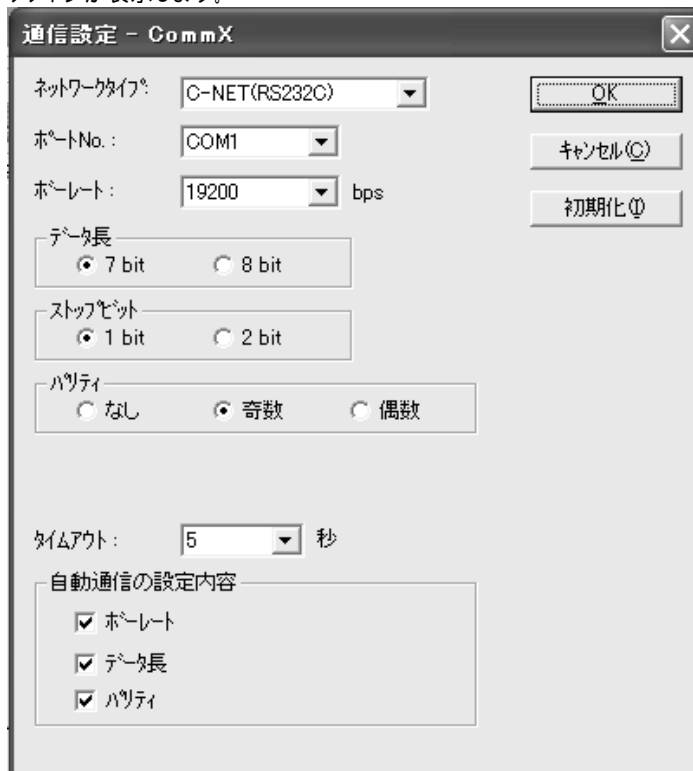 通信設定 - CommX
ネットワークタイプ: C-NET(RS232C) OK
ポートNo.: COM1 キャンセル(C)
ボーレート: 19200 bps 初期化(I)
データ長
7 bit 8 bit
ストップビット
1 bit 2 bit
パリティ
なし 奇数 偶数
タイムアウト: 5 秒
自動通信の設定内容
ボーレート
データ長
パリティ